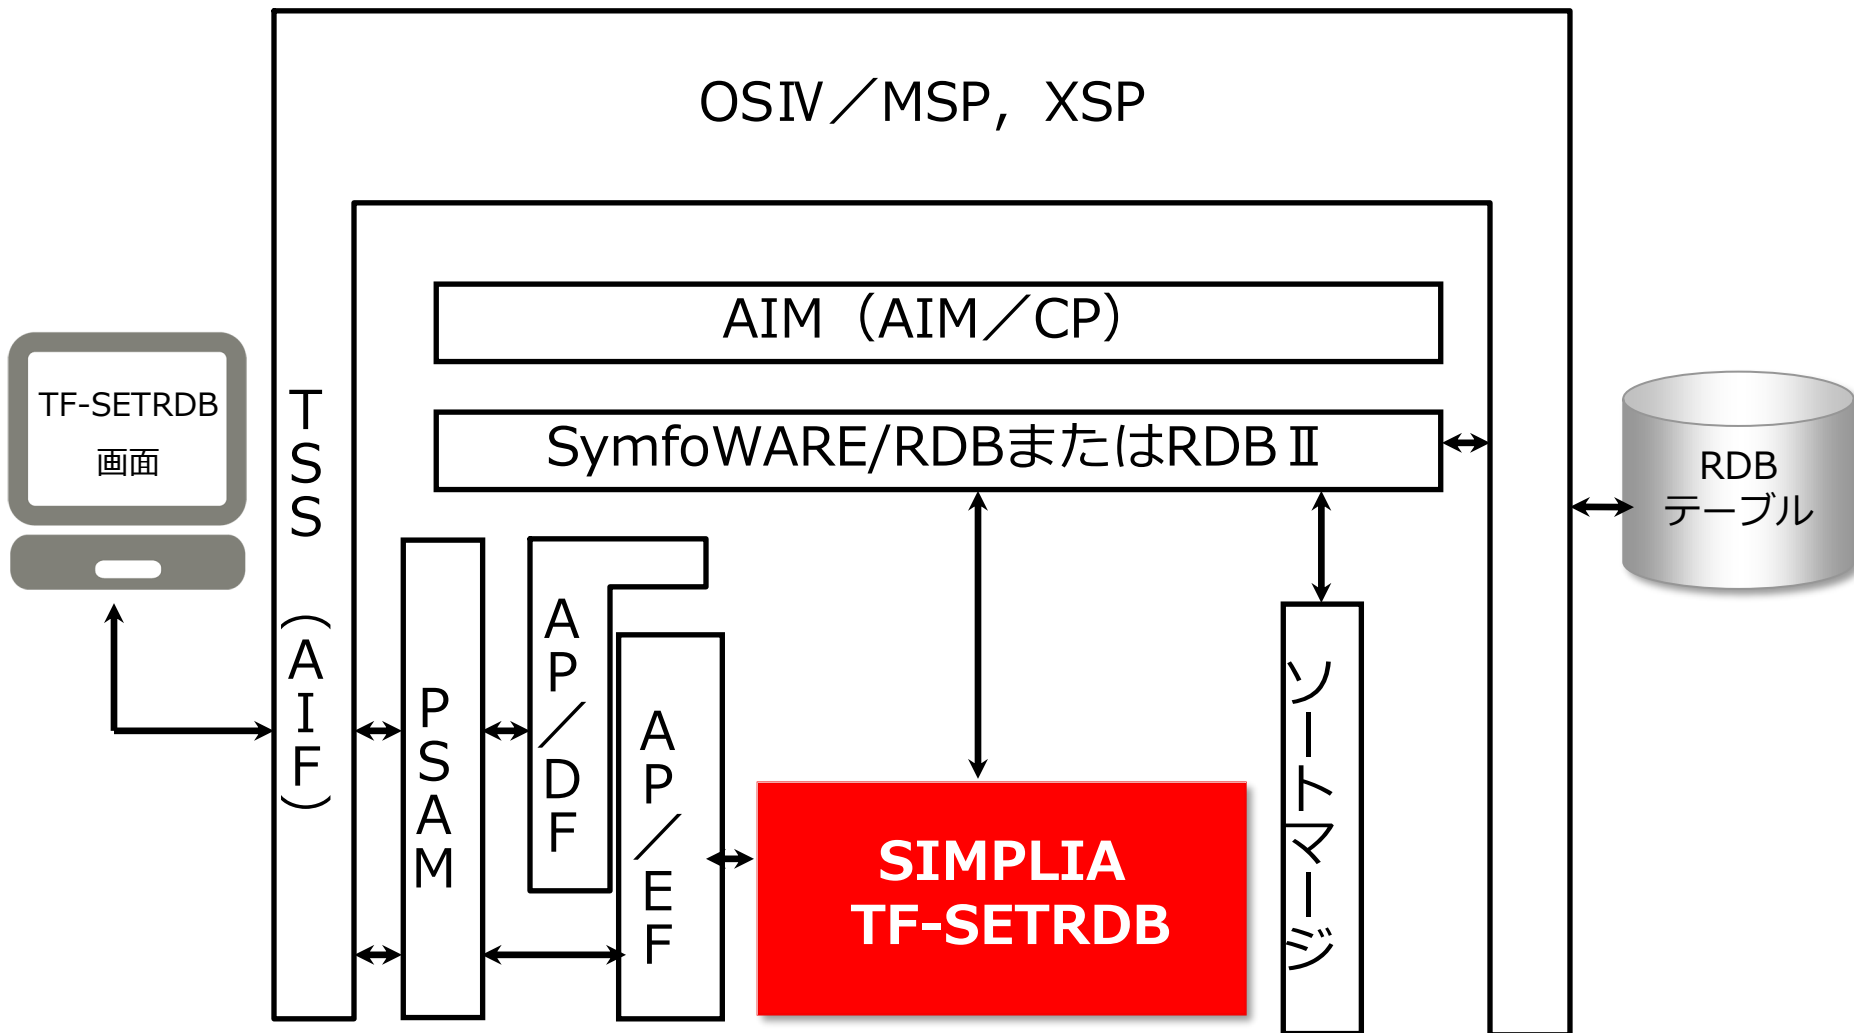 OSⅣ／MSP，XSP
AIM（AIM／CP）
TF-SETRDB
画面
TSS（AIF）
SymfoWARE/RDBまたはRDBⅡ
RDB
テーブル
PSAM
AP／DF
AP／EF
SIMPLIA
TF-SETRDB
ソートマージ